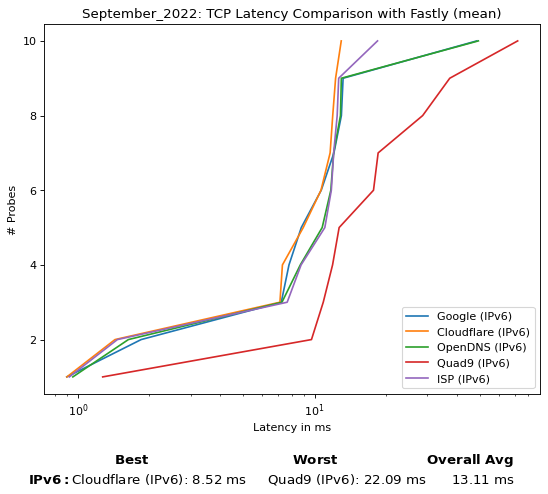 September_2022: TCP Latency Comparison with Fastly (mean)
10
8
6
4
2
# Probes
10⁰
10¹
Latency in ms
Google (IPv6)
Cloudflare (IPv6)
OpenDNS (IPv6)
Quad9 (IPv6)
ISP (IPv6)
Best Worst Overall Avg
IPv6: Cloudflare (IPv6): 8.52 ms Quad9 (IPv6): 22.09 ms 13.11 ms